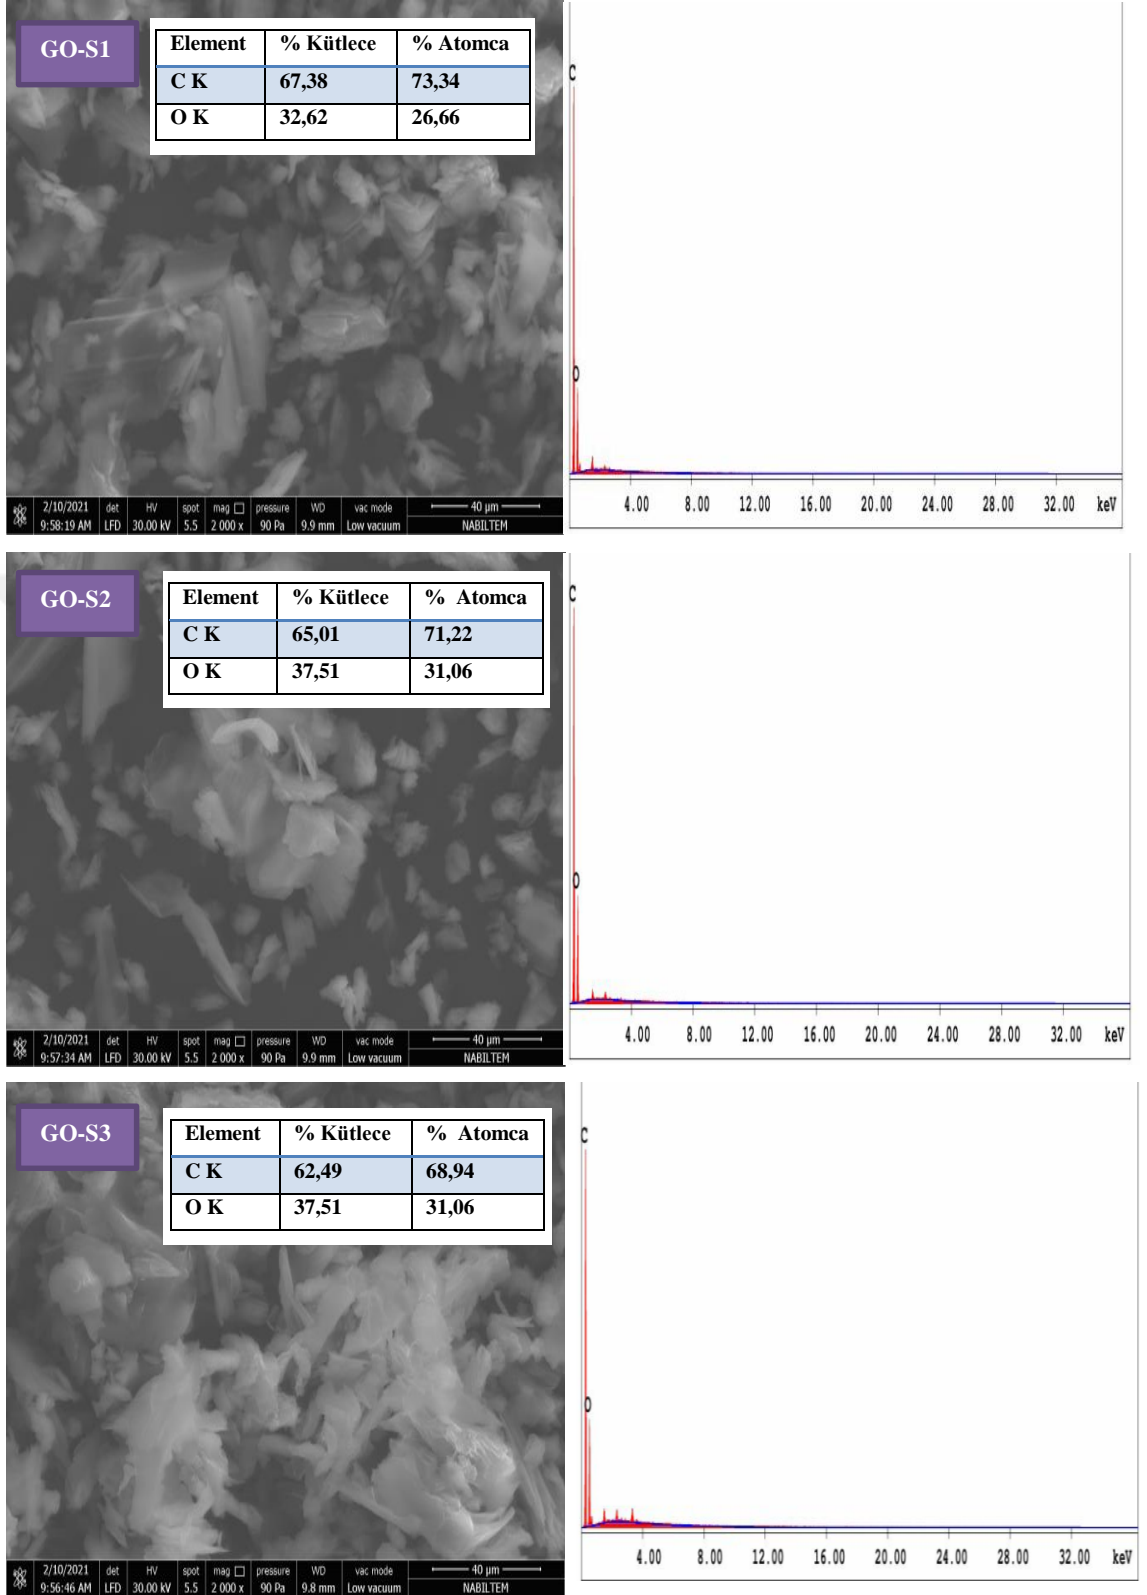 GO-S1
Element % Kütlece % Atomca
C K 67,38 73,34
O K 32,62 26,66
C
O
4.00 8.00 12.00 16.00 20.00 24.00 28.00 32.00 keV
2/10/2021 det HV spot mag pressure WD vac mode 40 µm
9:58:19 AM LFD 30.00 kV 5.5 2 000 x 90 Pa 9.9 mm Low vacuum NABILTEM
GO-S2
Element % Kütlece % Atomca
C K 65,01 71,22
O K 37,51 31,06
C
O
4.00 8.00 12.00 16.00 20.00 24.00 28.00 32.00 keV
2/10/2021 det HV spot mag pressure WD vac mode 40 µm
9:57:34 AM LFD 30.00 kV 5.5 2 000 x 90 Pa 9.9 mm Low vacuum NABILTEM
GO-S3
Element % Kütlece % Atomca
C K 62,49 68,94
O K 37,51 31,06
C
O
4.00 8.00 12.00 16.00 20.00 24.00 28.00 32.00 keV
2/10/2021 det HV spot mag pressure WD vac mode 40 µm
9:56:46 AM LFD 30.00 kV 5.5 2 000 x 90 Pa 9.8 mm Low vacuum NABILTEM